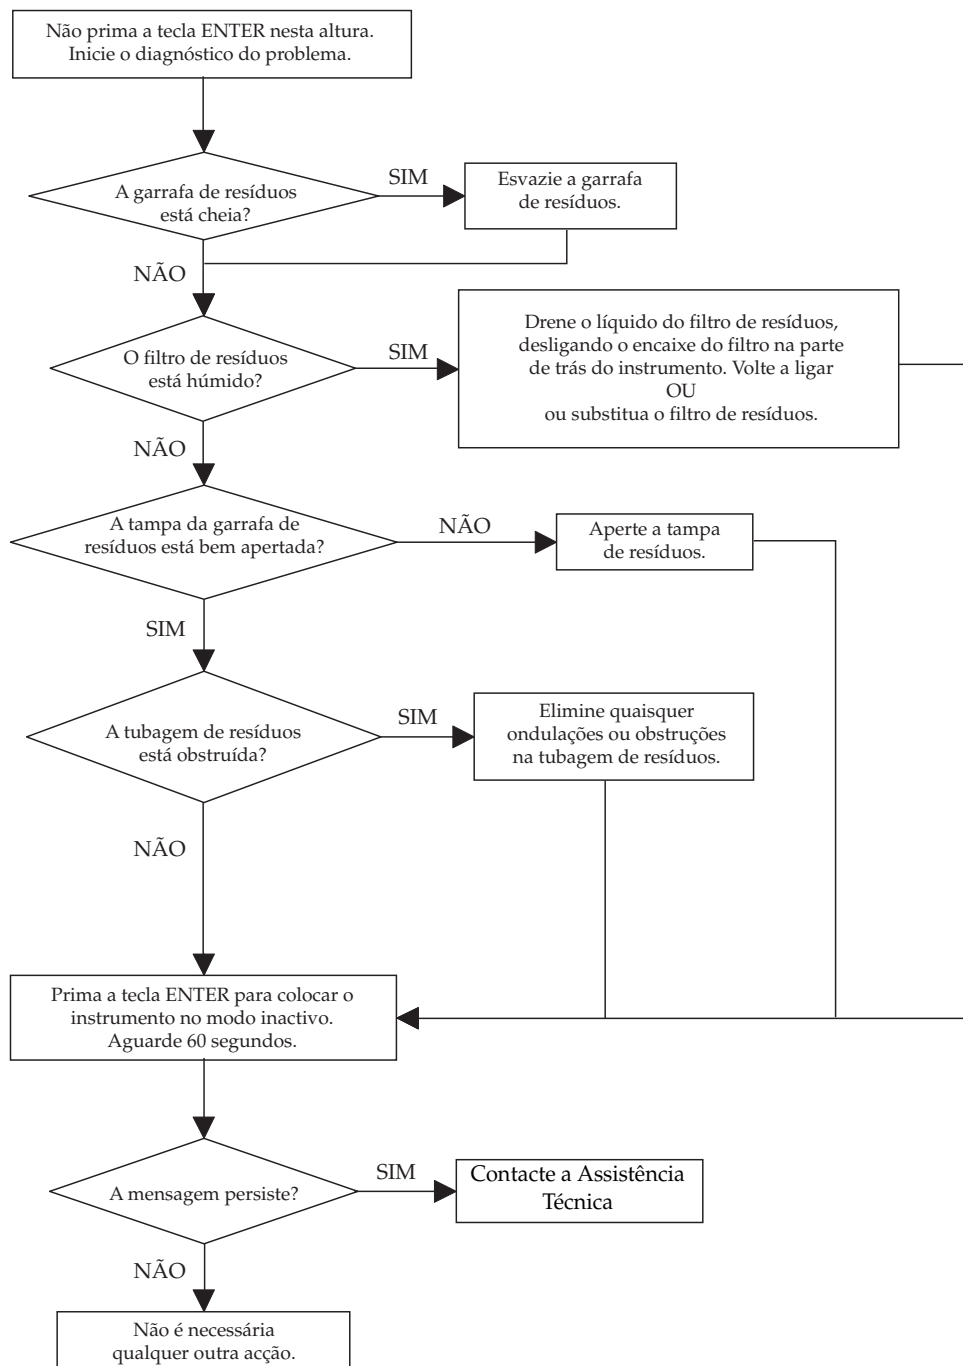 Não prima a tecla ENTER nesta altura.
Inicie o diagnóstico do problema.
A garrafa de resíduos
está cheia?
SIM
Esvazie a garrafa
de resíduos.
NÃO
O filtro de resíduos
está húmido?
SIM
Drene o líquido do filtro de resíduos,
desligando o encaixe do filtro na parte
de trás do instrumento. Volte a ligar
OU
ou substitua o filtro de resíduos.
NÃO
A tampa da garrafa de
resíduos está bem apertada?
NÃO
Aperte a tampa
de resíduos.
SIM
A tubagem de resíduos
está obstruída?
SIM
Elimine quaisquer
ondulações ou obstruções
na tubagem de resíduos.
NÃO
Prima a tecla ENTER para colocar o
instrumento no modo inactivo.
Aguarde 60 segundos.
A mensagem persiste?
SIM
Contacte a Assistência
Técnica
NÃO
Não é necessária
qualquer outra acção.